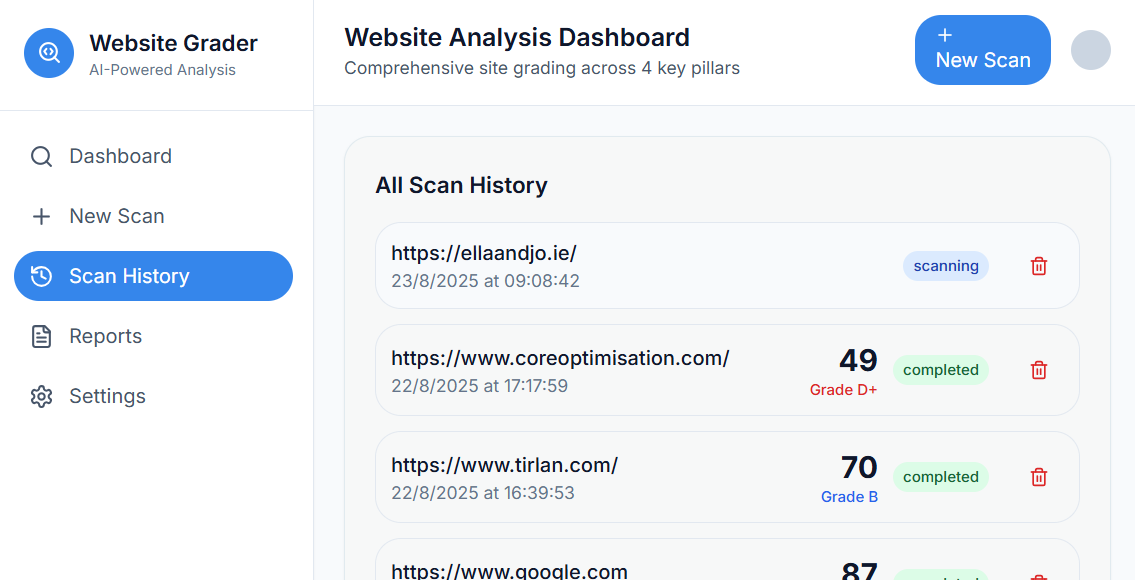 Website Grader
AI-Powered Analysis
Dashboard
New Scan
Scan History
Reports
Settings
Website Analysis Dashboard
Comprehensive site grading across 4 key pillars
New Scan
All Scan History
https://ellaandjo.ie/
23/8/2025 at 09:08:42
scanning
https://www.coreoptimisation.com/
22/8/2025 at 17:17:59
49
Grade D+
completed
https://www.tirlan.com/
22/8/2025 at 16:39:53
70
Grade B
completed
https://www.google.com
87
completed